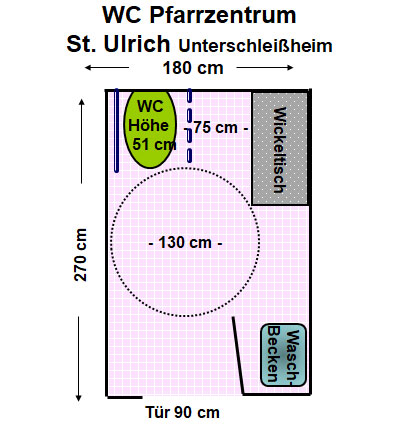 WC Pfarrzentrum
St. Ulrich Unterschleißheim
180 cm
WC
Höhe
51 cm
- 75 cm -
Wickeltisch
270 cm
- 130 cm -
Wasch-
Becken
Tür 90 cm